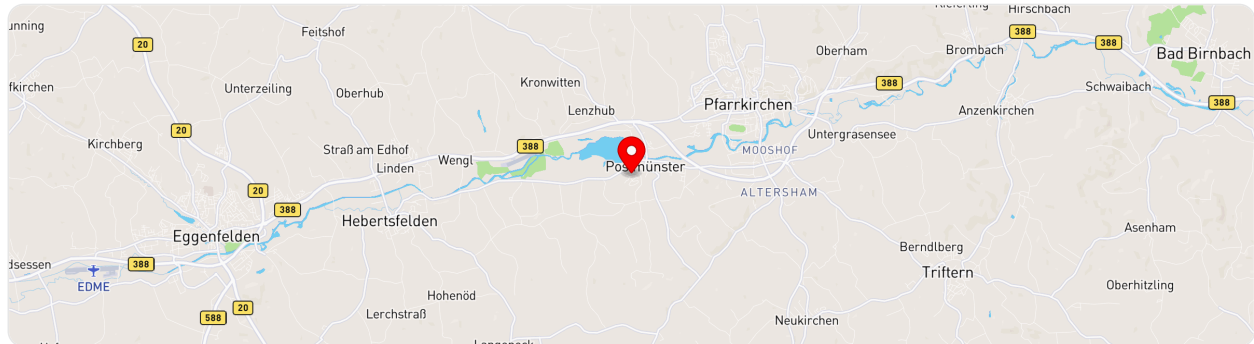 Kieferling
Hirschbach
Feitshof
388
20
388
Oberham
Brombach
Bad Birnbach
Kronwitten
Unterzeiling
Oberhub
388
Schwaibach
Lenzhub
Pfarrkirchen
388
Anzenkirchen
20
Untergrasensee
Kirchberg
388
Straß am Edhof
MOOSHOF
Wengl
Linden
Postmünster
20
ALTERSHAM
388
Hebertsfelden
Asenham
Eggenfelden
Berndlberg
388
Triftern
EDME
Oberhitzling
Hohenöd
20
Lerchstraß
588
Neukirchen